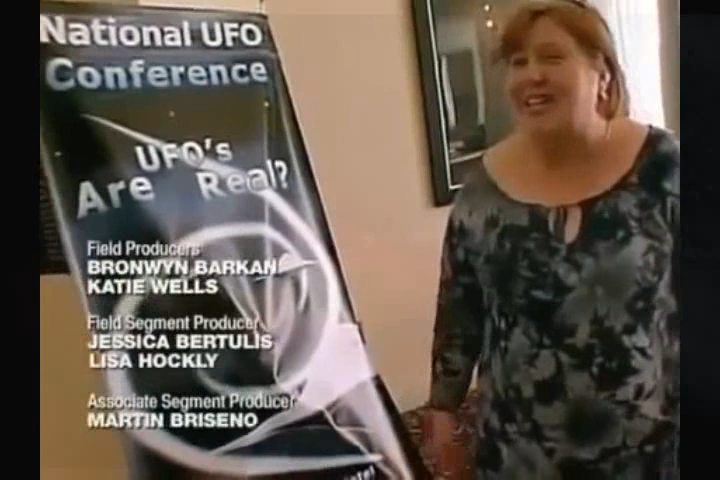 National UFO
Conference
UFO's
Are Real?
Field Producers
BRONWYN BARKAN
KATIE WELLS
Field Segment Producer
JESSICA BERTULIS
LISA HOCKLY
Associate Segment Producer
MARTIN BRISENO